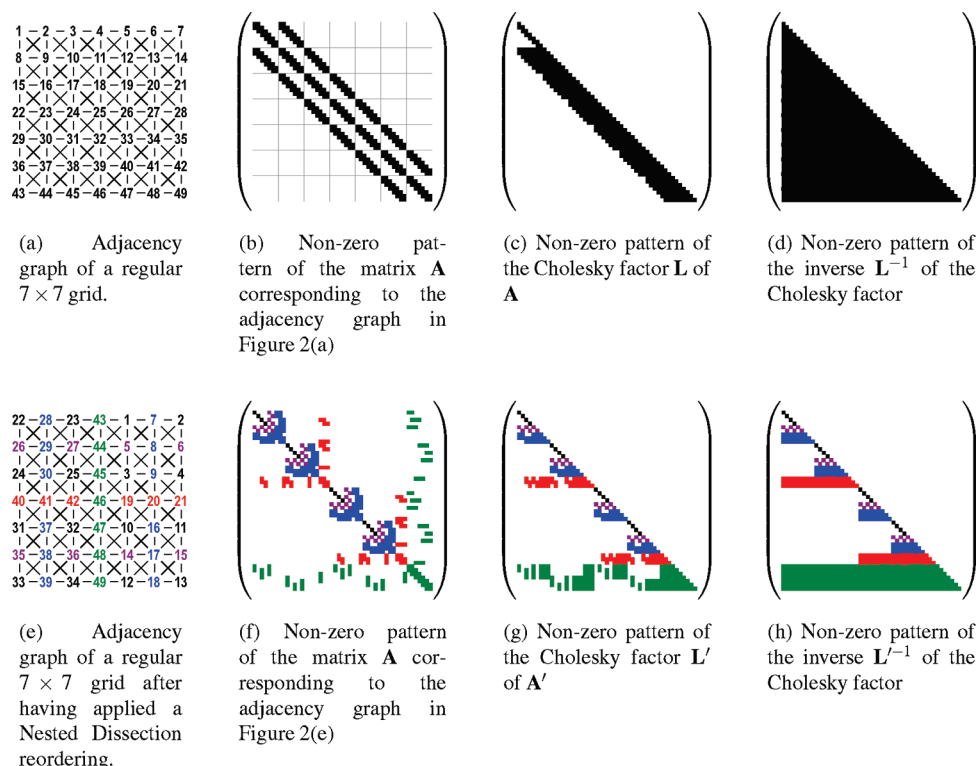 1 – 2 – 3 – 4 – 5 – 6 – 7
8 – 9 – 10 – 11 – 12 – 13 – 14
15 – 16 – 17 – 18 – 19 – 20 – 21
22 – 23 – 24 – 25 – 26 – 27 – 28
29 – 30 – 31 – 32 – 33 – 34 – 35
36 – 37 – 38 – 39 – 40 – 41 – 42
43 – 44 – 45 – 46 – 47 – 48 – 49
(a) Adjacency
graph of a regular
7 × 7 grid.
(b) Non-zero pat-
tern of the matrix A
corresponding to the
adjacency graph in
Figure 2(a)
(c) Non-zero pattern of
the Cholesky factor L of
A
(d) Non-zero pattern of
the inverse L⁻¹ of the
Cholesky factor
22 – 28 – 23 – 43 – 1 – 7 – 2
26 – 29 – 27 – 44 – 5 – 8 – 6
24 – 30 – 25 – 45 – 3 – 9 – 4
40 – 41 – 42 – 46 – 19 – 20 – 21
31 – 37 – 32 – 47 – 10 – 16 – 11
35 – 38 – 36 – 48 – 14 – 17 – 15
33 – 39 – 34 – 49 – 12 – 18 – 13
(e) Adjacency
graph of a regular
7 × 7 grid after
having applied a
Nested Dissection
reordering.
(f) Non-zero pattern
of the matrix A cor-
responding to the
adjacency graph in
Figure 2(e)
(g) Non-zero pattern of
the Cholesky factor L′
of A′
(h) Non-zero pattern of
the inverse L′⁻¹ of the
Cholesky factor